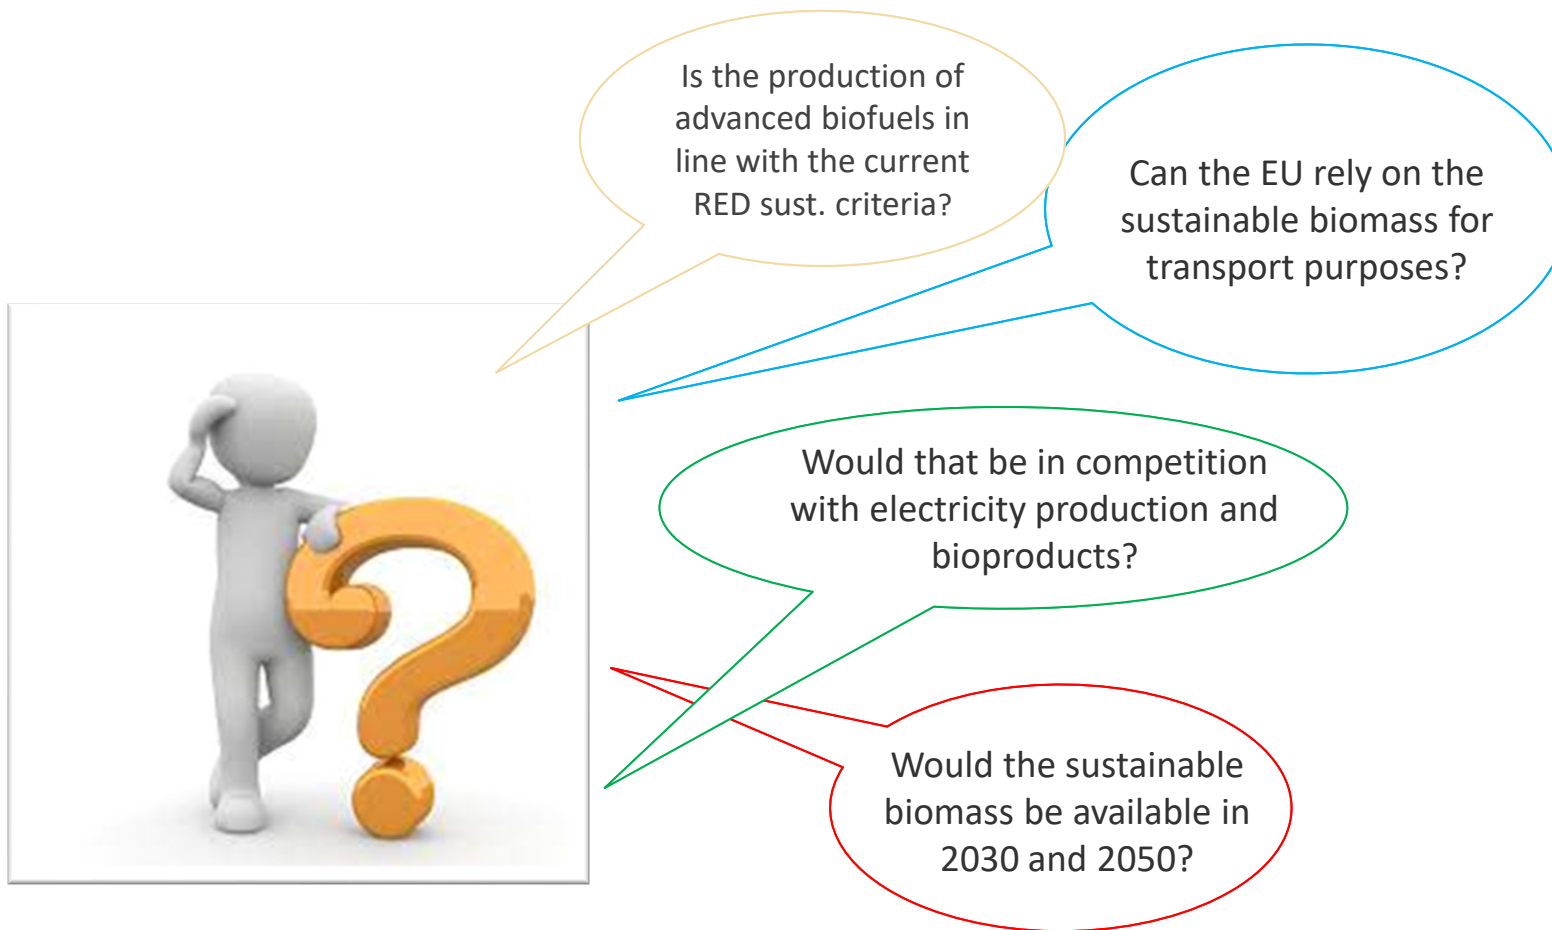 Is the production of
advanced biofuels in
line with the current
RED sust. criteria?
Can the EU rely on the
sustainable biomass for
transport purposes?
Would that be in competition
with electricity production and
bioproducts?
Would the sustainable
biomass be available in
2030 and 2050?